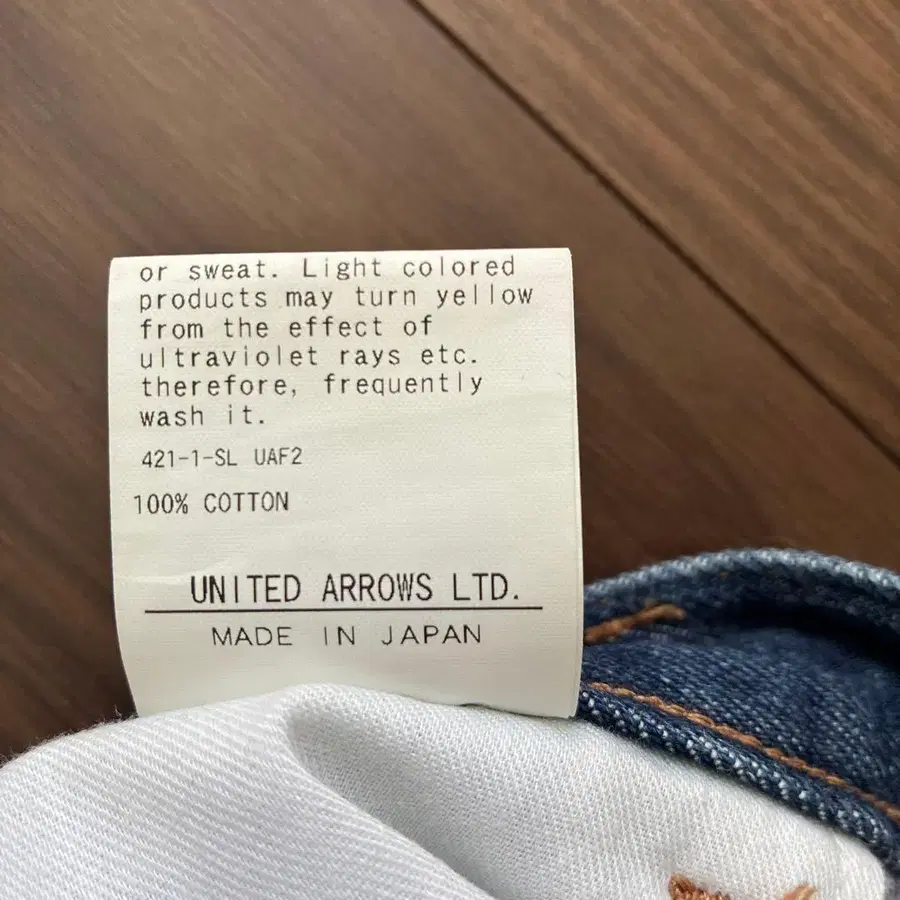 or sweat. Light colored
products may turn yellow
from the effect of
ultraviolet rays etc.
therefore, frequently
wash it.
421-1-SL UAF2
100% COTTON
UNITED ARROWS LTD.
MADE IN JAPAN